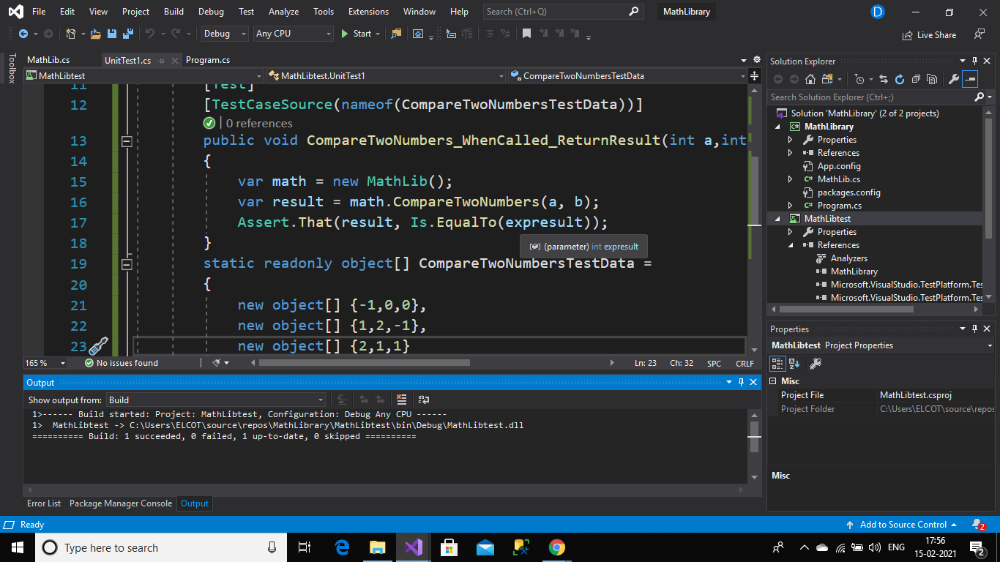 File Edit View Project Build Debug Test Analyze Tools Extensions Window Help Search (Ctrl+Q) MathLibrary D
Debug Any CPU Start Live Share
Toolbox
MathLib.cs UnitTest1.cs Program.cs
MathLibtest MathLibtest.UnitTest1 CompareTwoNumbersTestData
11 [Test]
12 [TestCaseSource(nameof(CompareTwoNumbersTestData))]
0 references
13 public void CompareTwoNumbers_WhenCalled_ReturnResult(int a,int
14 {
15 var math = new MathLib();
16 var result = math.CompareTwoNumbers(a, b);
17 Assert.That(result, Is.EqualTo(expresult));
18 }
(parameter) int expresult
19 static readonly object[] CompareTwoNumbersTestData =
20 {
21 new object[] {-1,0,0},
22 new object[] {1,2,-1},
23 new object[] {2,1,1}
165 % No issues found Ln: 23 Ch: 32 SPC CRLF
Output
Show output from: Build
1>------ Build started: Project: MathLibtest, Configuration: Debug Any CPU ------
1> MathLibtest -> C:\Users\ELCOT\source\repos\MathLibrary\MathLibtest\bin\Debug\MathLibtest.dll
========== Build: 1 succeeded, 0 failed, 1 up-to-date, 0 skipped ==========
Error List Package Manager Console Output
Solution Explorer
Search Solution Explorer (Ctrl+;)
Solution 'MathLibrary' (2 of 2 projects)
C# MathLibrary
Properties
References
App.config
C# MathLib.cs
packages.config
C# Program.cs
MathLibtest
Properties
References
Analyzers
MathLibrary
Microsoft.VisualStudio.TestPlatform.Tes
Microsoft.VisualStudio.TestPlatform.Tes
Properties
MathLibtest Project Properties
Misc
Project File MathLibtest.csproj
Project Folder C:\Users\ELCOT\source\repos
Misc
Ready Add to Source Control 2
Type here to search ENG 17:56
15-02-2021 2